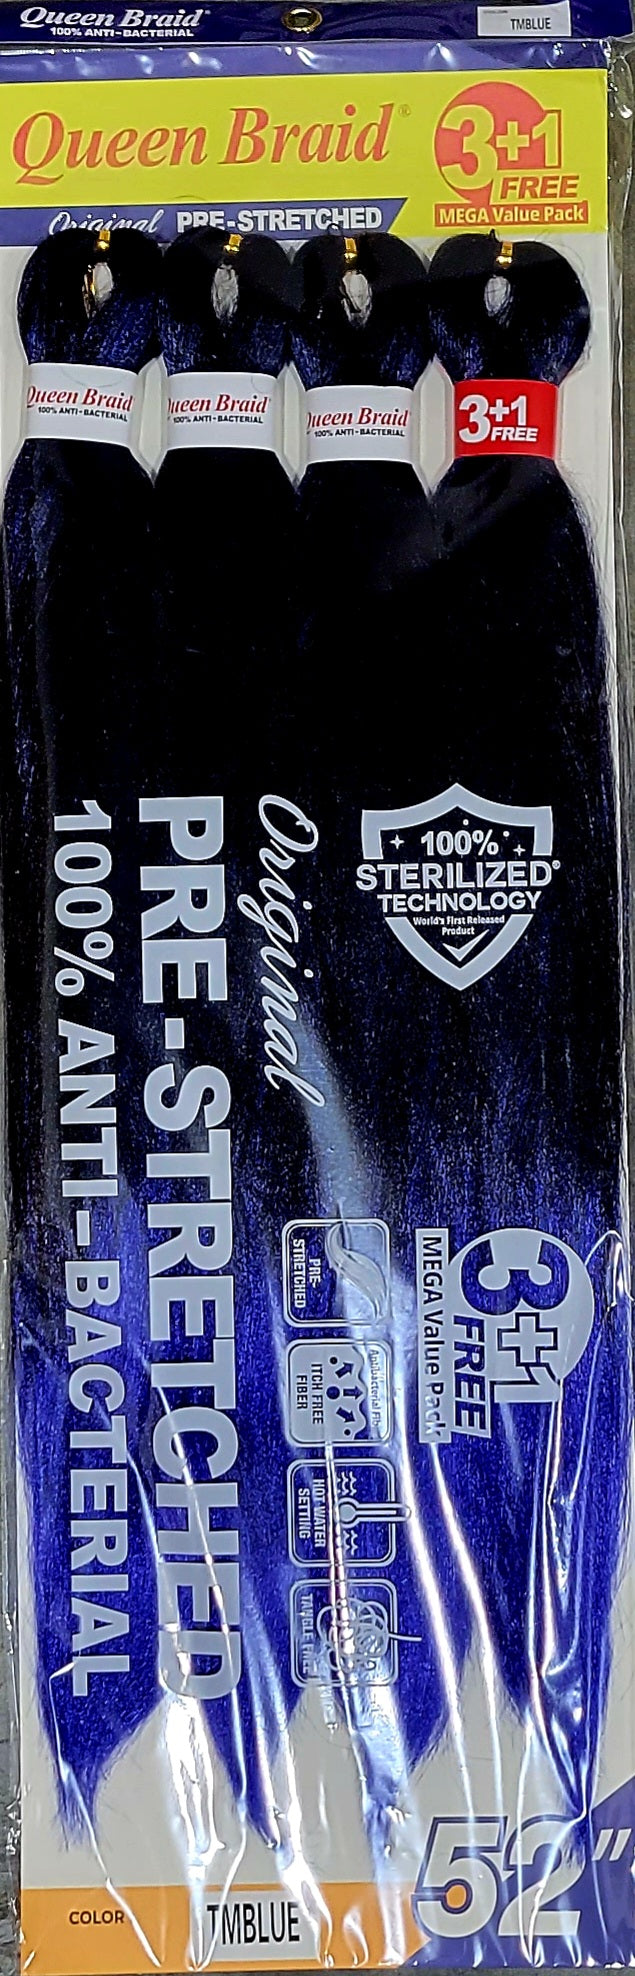 Queen Braid®
100% ANTI-BACTERIAL
TMBLUE
Queen Braid®
3+1
FREE
MEGA Value Pack
Original PRE-STRETCHED
Queen Braid
100% ANTI-BACTERIAL
Queen Braid®
100% ANTI-BACTERIAL
Queen Braid®
100% ANTI-BACTERIAL
3+1
FREE
Original
PRE-STRETCHED
100% ANTI-BACTERIAL
100%
STERILIZED®
TECHNOLOGY
World's First Released
Product
3+1
FREE
MEGA Value Pack
PRE-
STRETCHED
ITCH FREE
FIBER
HOT WATER
SETTING
TANGLE FREE
52"
COLOR
TMBLUE